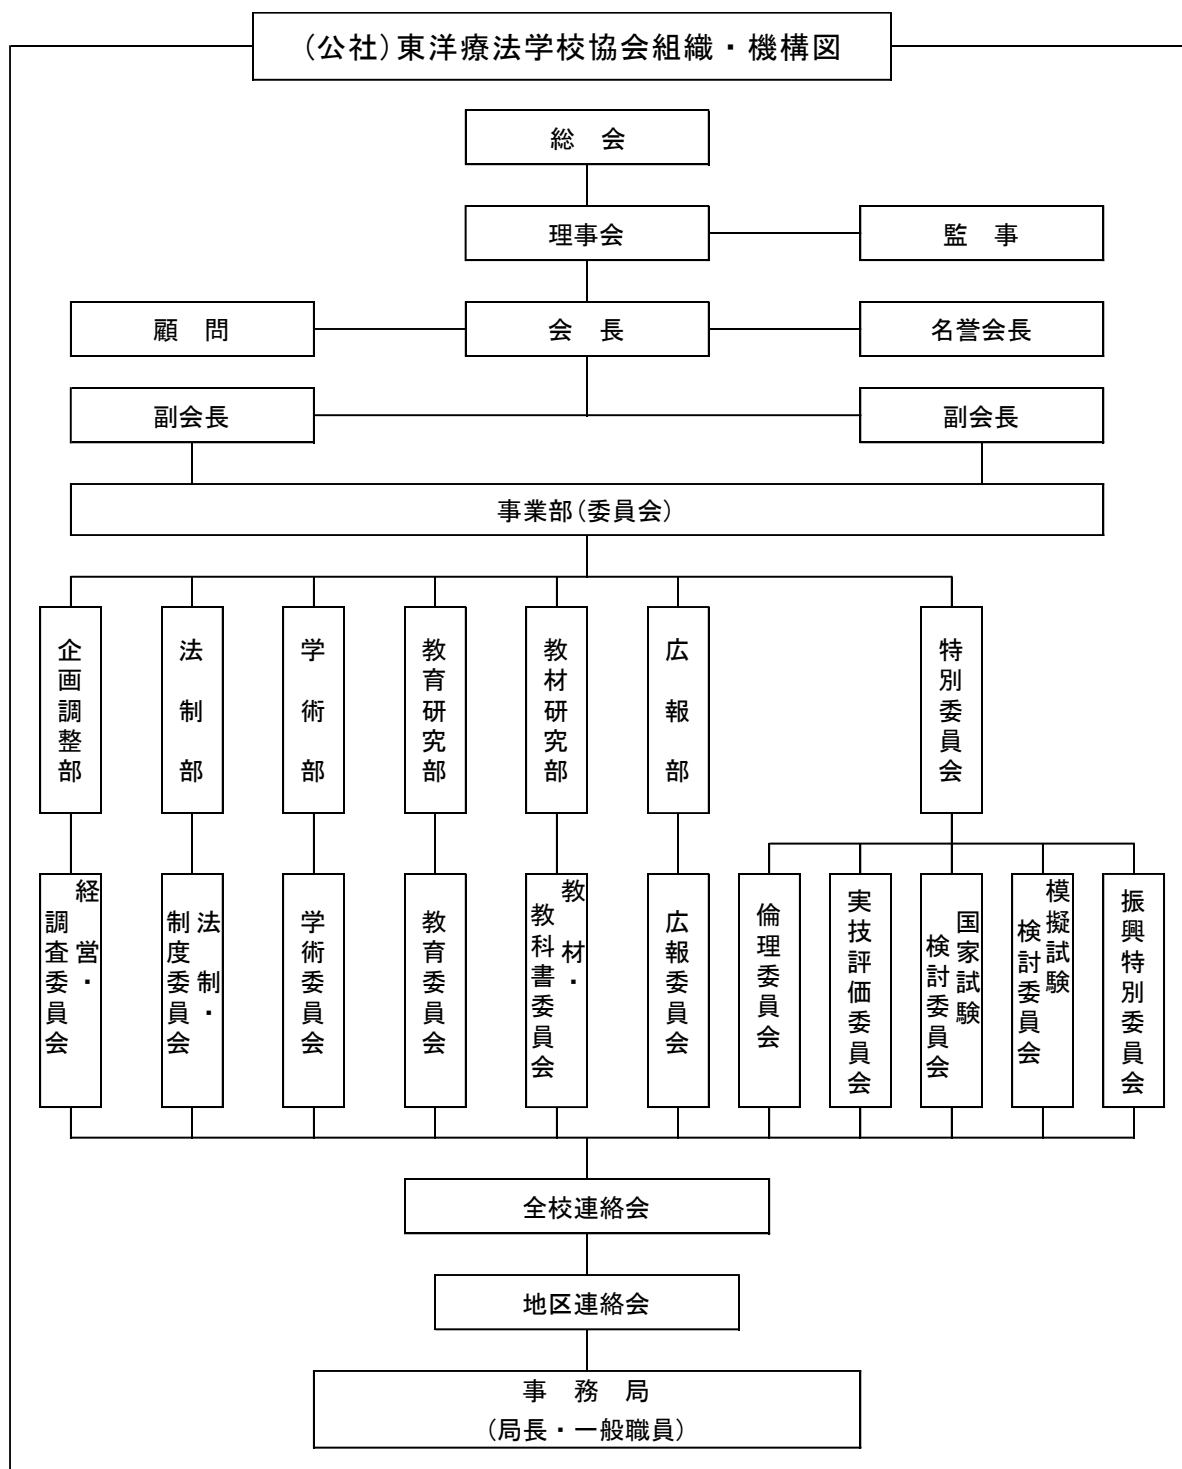 (公社)東洋療法学校協会組織・機構図
総　会
理事会
監　事
顧　問
会　長
名誉会長
副会長
副会長
事業部(委員会)
企画調整部
法制部
学術部
教育研究部
教材研究部
広報部
特別委員会
経営・
調査委員会
法制・
制度委員会
学術委員会
教育委員会
教材・
教科書委員会
広報委員会
倫理委員会
実技評価委員会
国家試験
検討委員会
模擬試験
検討委員会
振興特別委員会
全校連絡会
地区連絡会
事　務　局
(局長・一般職員)